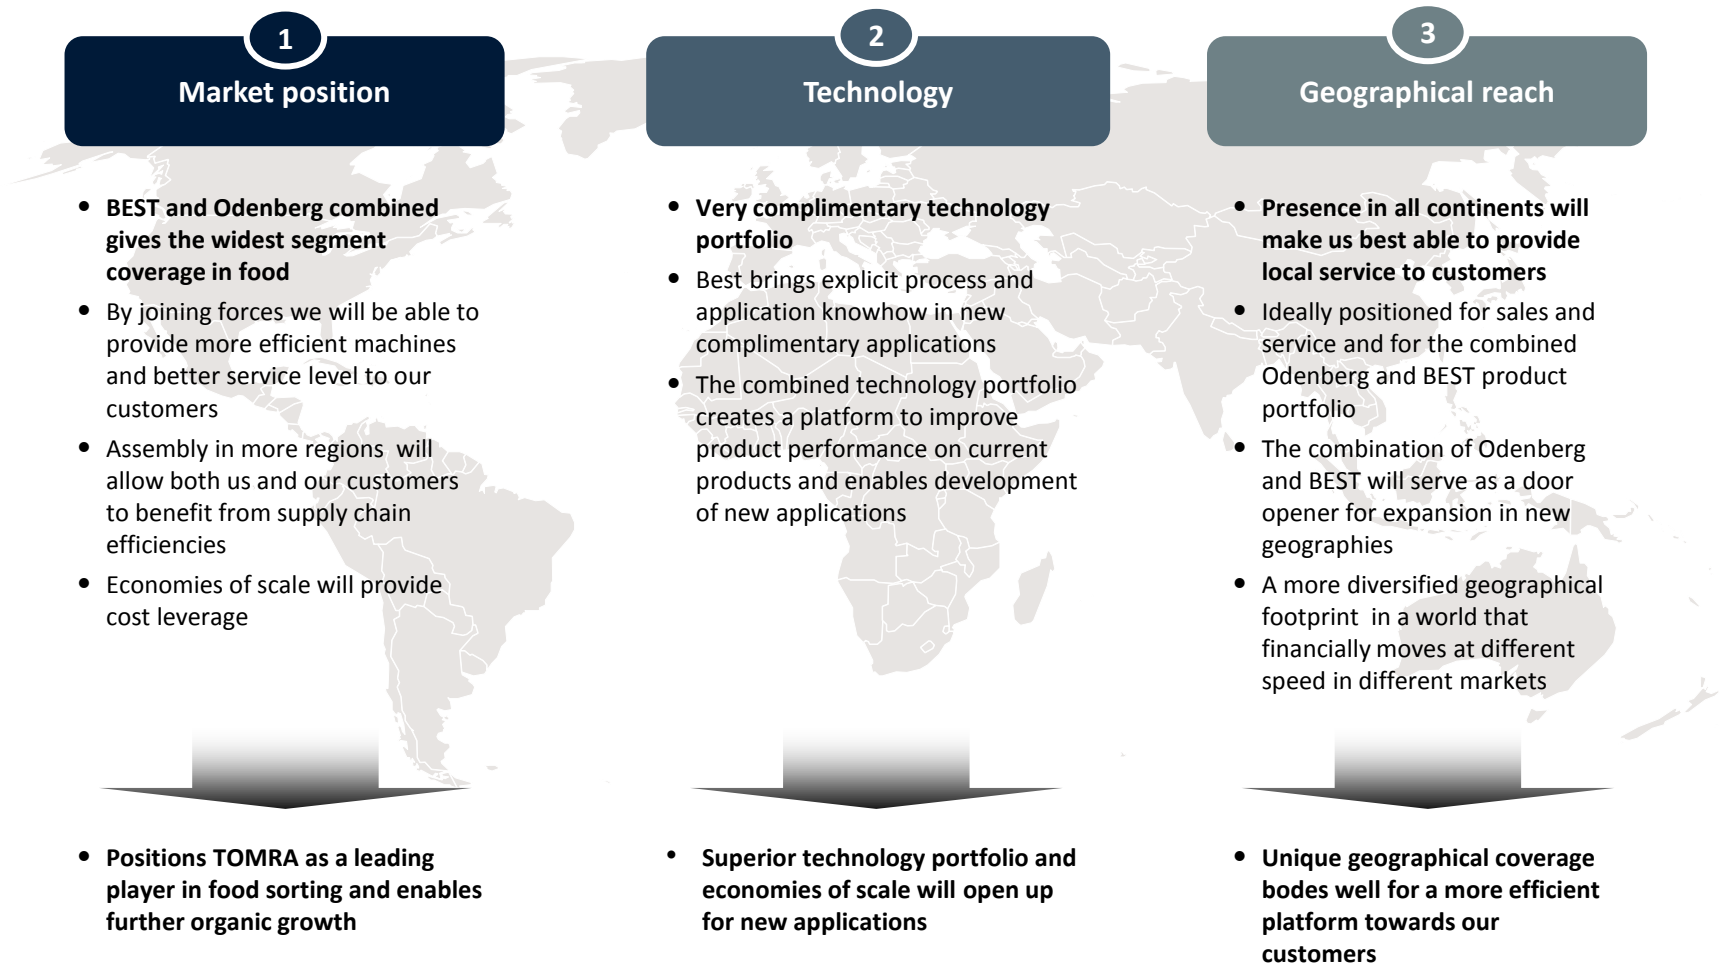 1
Market position
• BEST and Odenberg combined
gives the widest segment
coverage in food
• By joining forces we will be able to
provide more efficient machines
and better service level to our
customers
• Assembly in more regions  will
allow both us and our customers
to benefit from supply chain
efficiencies
• Economies of scale will provide
cost leverage
• Positions TOMRA as a leading
player in food sorting and enables
further organic growth
2
Technology
• Very complimentary technology
portfolio
• Best brings explicit process and
application knowhow in new
complimentary applications
• The combined technology portfolio
creates a platform to improve
product performance on current
products and enables development
of new applications
• Superior technology portfolio and
economies of scale will open up
for new applications
3
Geographical reach
• Presence in all continents will
make us best able to provide
local service to customers
• Ideally positioned for sales and
service and for the combined
Odenberg and BEST product
portfolio
• The combination of Odenberg
and BEST will serve as a door
opener for expansion in new
geographies
• A more diversified geographical
footprint  in a world that
financially moves at different
speed in different markets
• Unique geographical coverage
bodes well for a more efficient
platform towards our
customers